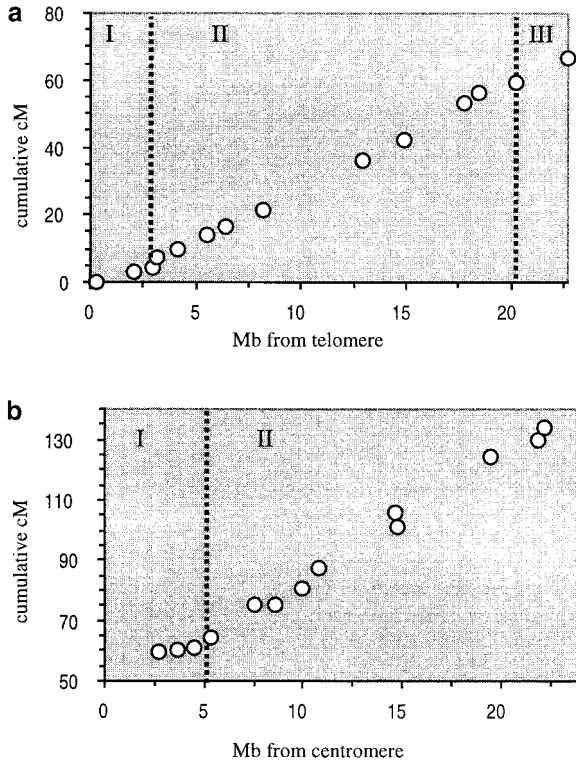 a
I II III
80
60
40
20
0
cumulative cM
0 5 10 15 20
Mb from telomere
b
I II
130
110
90
70
50
cumulative cM
0 5 10 15 20
Mb from centromere